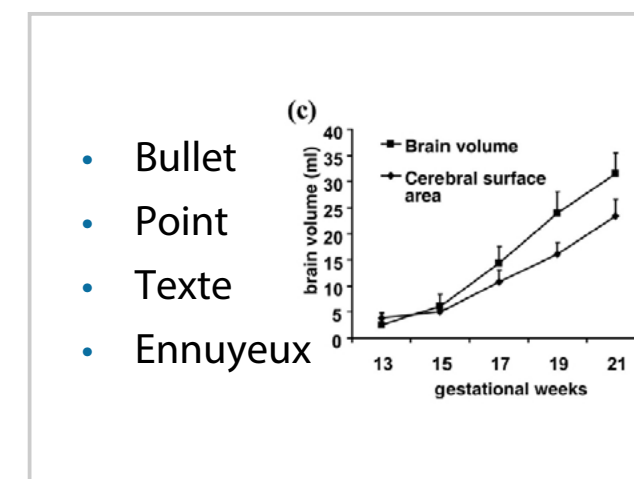 • Bullet
• Point
• Texte
• Ennuyeux
(c)
brain volume (ml)
40
35
30
25
20
15
10
5
0
Brain volume
Cerebral surface
area
13 15 17 19 21
gestational weeks